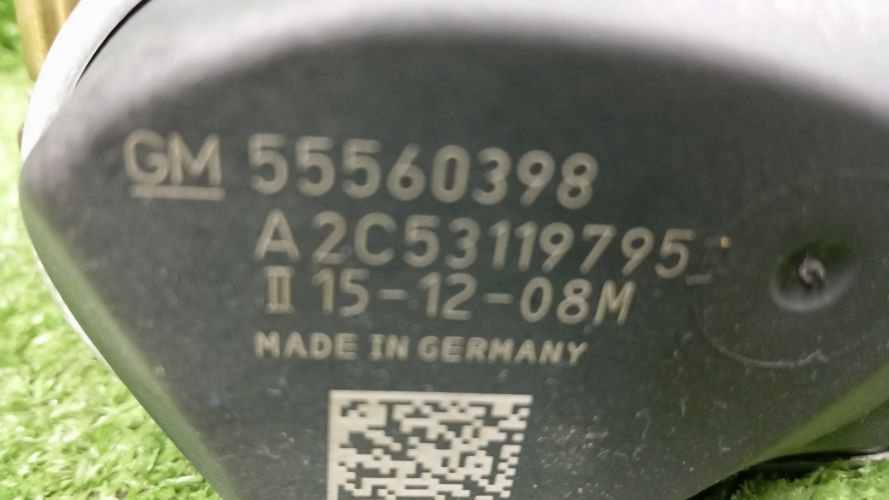 GM 55560398
A2C53119795
II 15-12-08M
MADE IN GERMANY